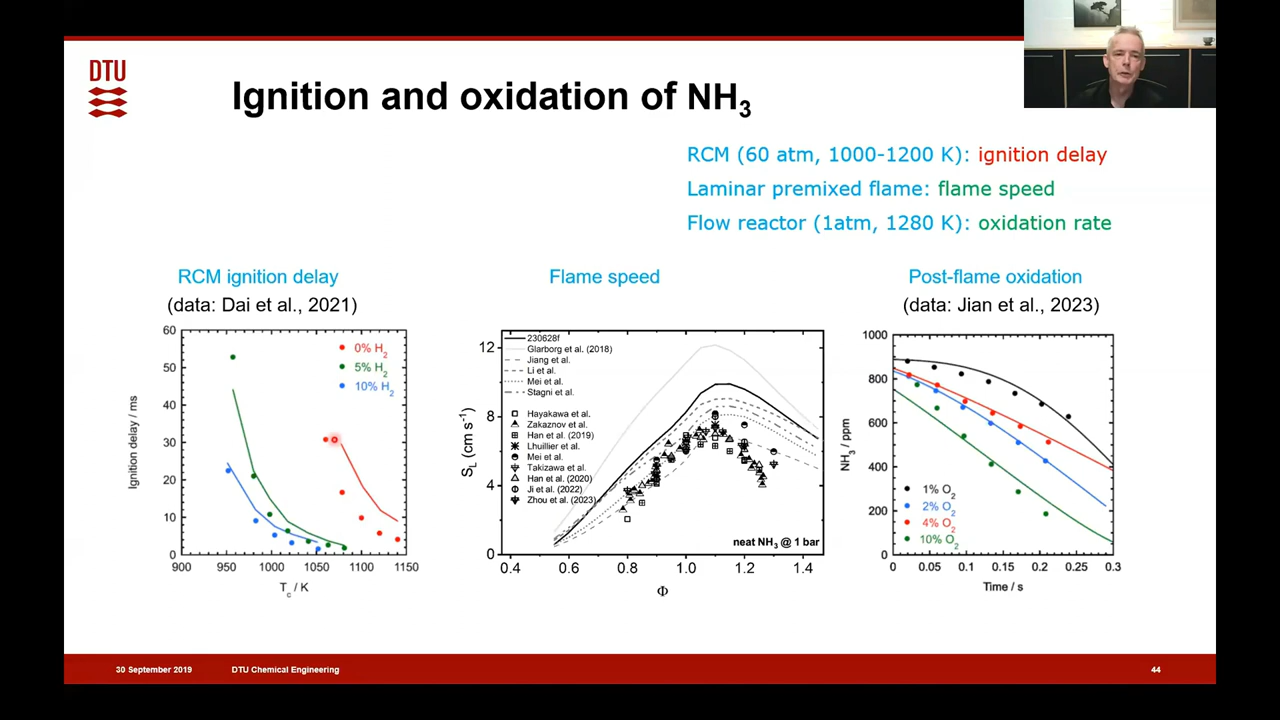 DTU
Ignition and oxidation of NH3
RCM (60 atm, 1000-1200 K): ignition delay
Laminar premixed flame: flame speed
Flow reactor (1atm, 1280 K): oxidation rate
RCM ignition delay
(data: Dai et al., 2021)
Flame speed
Post-flame oxidation
(data: Jian et al., 2023)
60
50
40
30
20
10
0
Ignition delay / ms
0% H2
5% H2
10% H2
900
950
1000
1050
1100
1150
Tc / K
12
8
4
0
SL (cm s-1)
230628f
Glarborg et al. (2018)
Jiang et al.
Li et al.
Mei et al.
Stagni et al.
Hayakawa et al.
Zakaznov et al.
Han et al. (2019)
Lhuillier et al.
Mei et al.
Takizawa et al.
Han et al. (2020)
Ji et al. (2022)
Zhou et al. (2023)
neat NH3 @ 1 bar
0.4
0.6
0.8
1.0
1.2
1.4
Φ
1000
800
600
400
200
0
NH3 / ppm
1% O2
2% O2
4% O2
10% O2
0
0.05
0.1
0.15
0.2
0.25
0.3
Time / s
30 September 2019
DTU Chemical Engineering
44